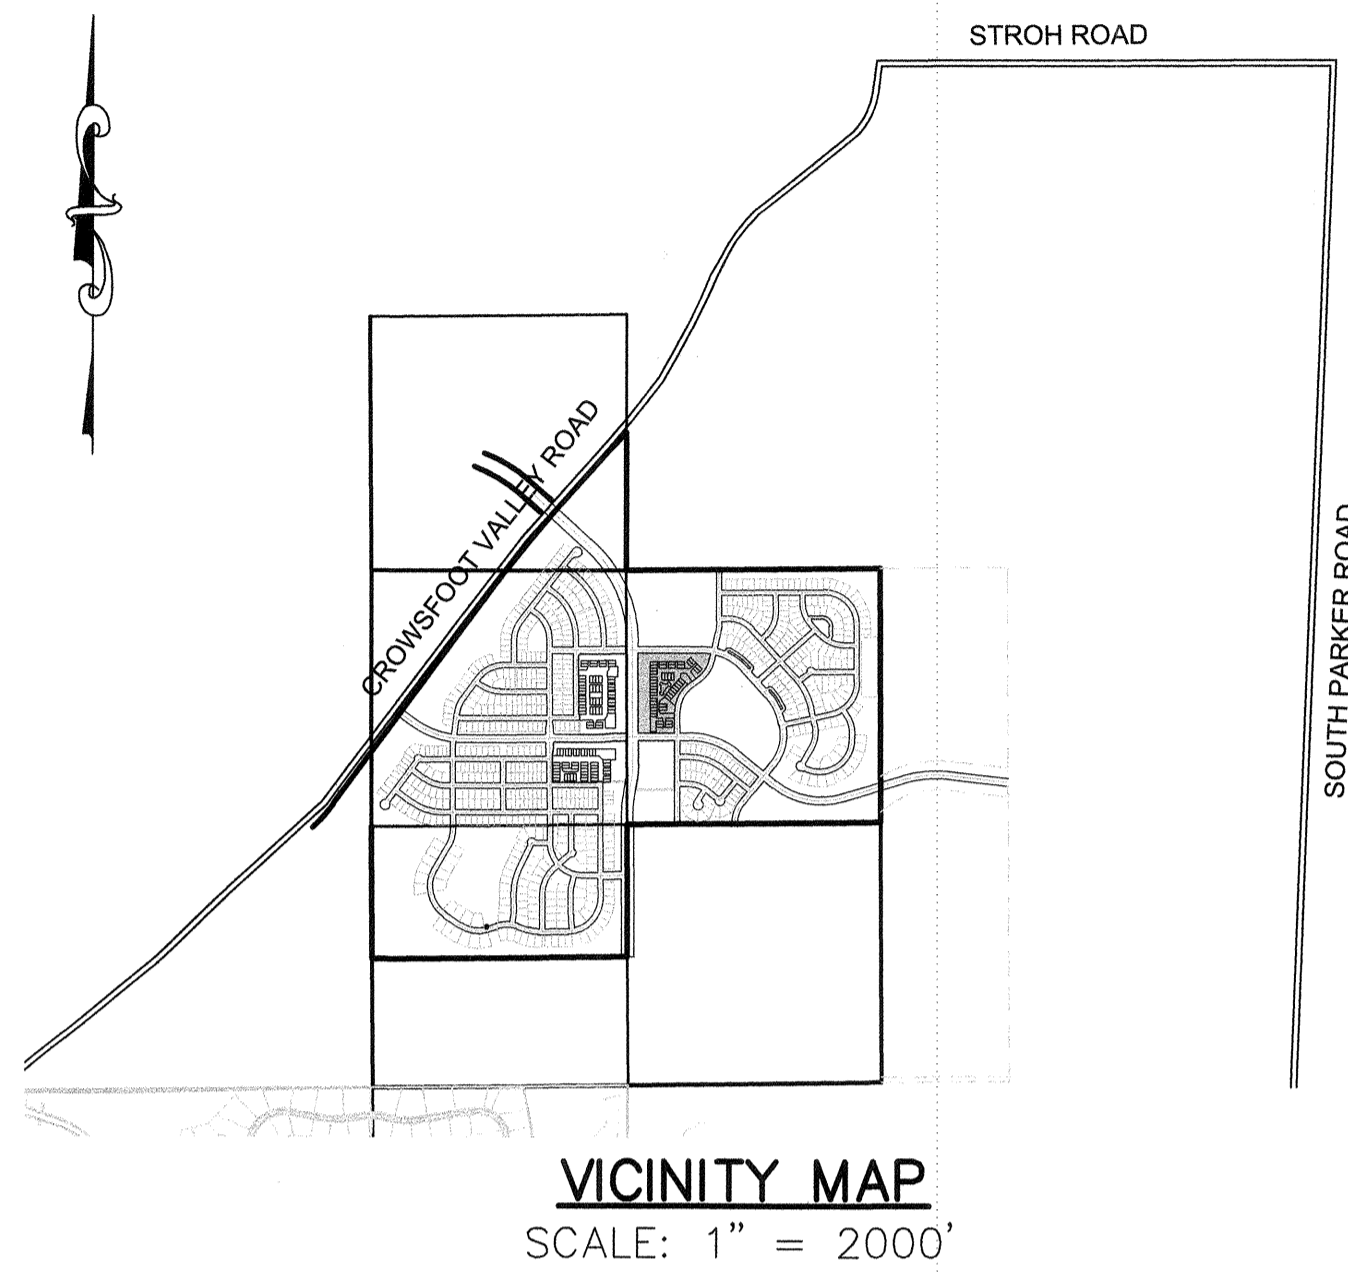 STROH ROAD
CROWSFOOT VALLEY ROAD
SOUTH PARKER ROAD
VICINITY MAP
SCALE: 1" = 2000'